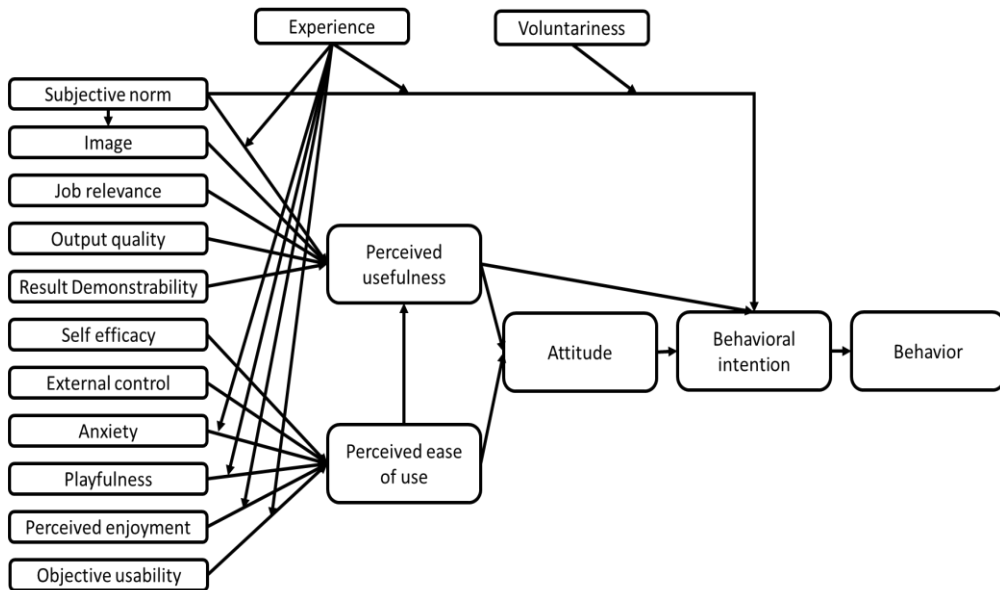 Experience
Voluntariness
Subjective norm
Image
Job relevance
Output quality
Result Demonstrability
Self efficacy
External control
Anxiety
Playfulness
Perceived enjoyment
Objective usability
Perceived
usefulness
Perceived ease
of use
Attitude
Behavioral
intention
Behavior